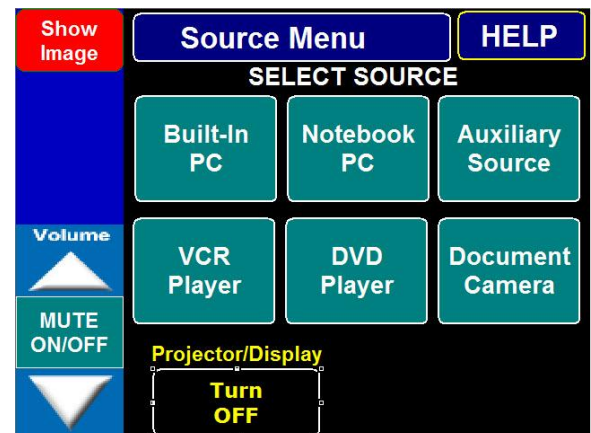 Show
Image
Source Menu
HELP
SELECT SOURCE
Built-In
PC
Notebook
PC
Auxiliary
Source
Volume
VCR
Player
DVD
Player
Document
Camera
MUTE
ON/OFF
Projector/Display
Turn
OFF